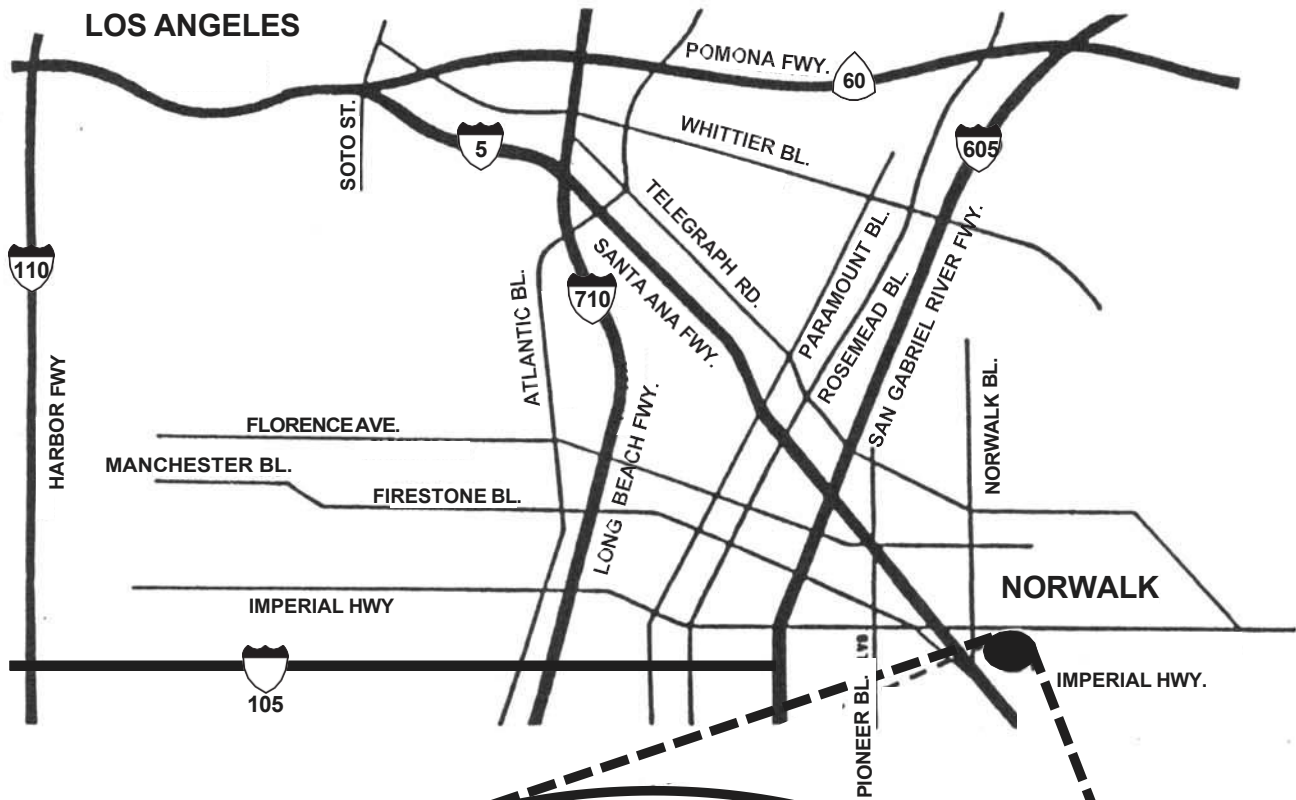 LOS ANGELES
POMONA FWY.
60
SOTO ST.
5
WHITTIER BL.
605
TELEGRAPH RD.
PARAMOUNT BL.
110
SANTA ANA FWY.
710
ATLANTIC BL.
ROSEMEAD BL.
SAN GABRIEL RIVER FWY.
HARBOR FWY
LONG BEACH FWY.
NORWALK BL.
FLORENCE AVE.
MANCHESTER BL.
FIRESTONE BL.
NORWALK
IMPERIAL HWY
105
IMPERIAL HWY.
PIONEER BL.